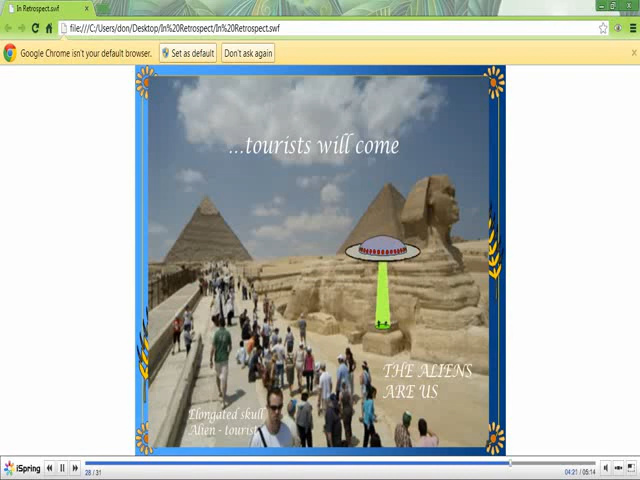 In Retrospect.swf
file:///C:/Users/don/Desktop/In%20Retrospect/In%20Retrospect.swf
Google Chrome isn't your default browser. Set as default Don't ask again
...tourists will come
THE ALIENS
ARE US
Elongated skull
Alien - tourist
iSpring
28 / 31
04:21 / 05:14